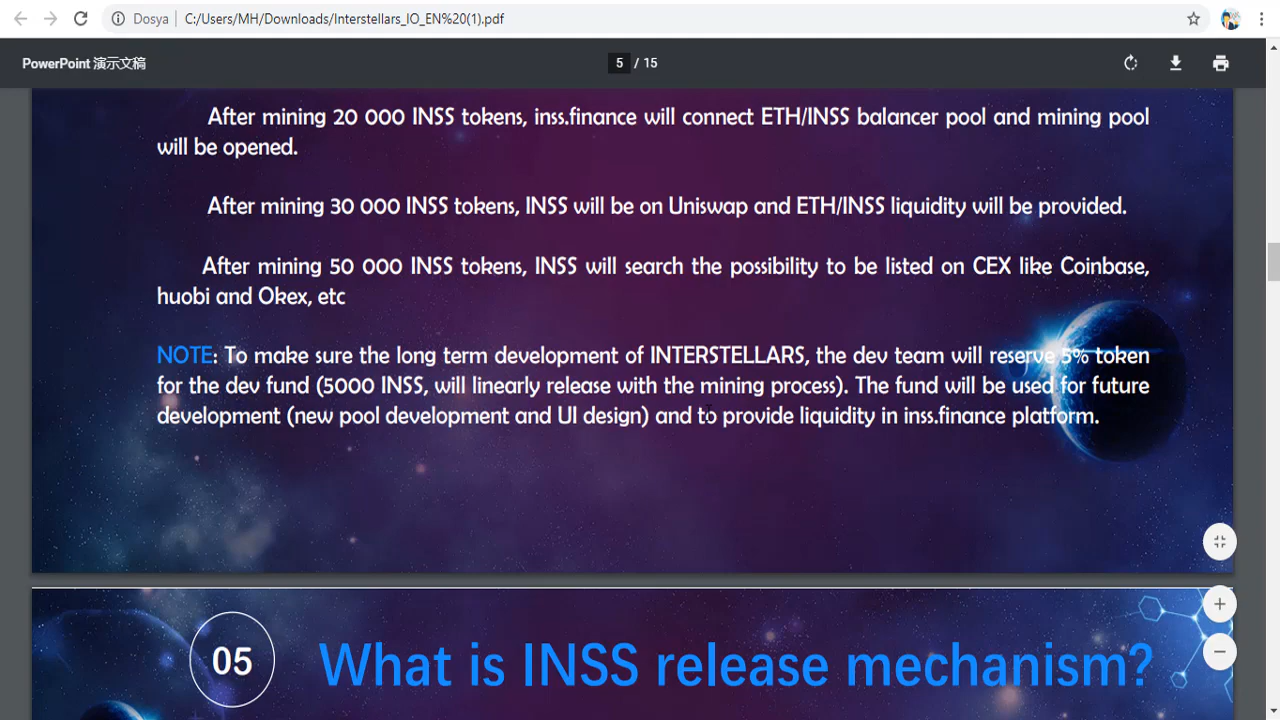 Dosya
C:/Users/MH/Downloads/Interstellars_IO_EN%20(1).pdf
PowerPoint 演示文稿
5 / 15
After mining 20 000 INSS tokens, inss.finance will connect ETH/INSS balancer pool and mining pool
will be opened.
After mining 30 000 INSS tokens, INSS will be on Uniswap and ETH/INSS liquidity will be provided.
After mining 50 000 INSS tokens, INSS will search the possibility to be listed on CEX like Coinbase,
huobi and Okex, etc
NOTE: To make sure the long term development of INTERSTELLARS, the dev team will reserve 5% token
for the dev fund (5000 INSS, will linearly release with the mining process). The fund will be used for future
development (new pool development and UI design) and to provide liquidity in inss.finance platform.
05
What is INSS release mechanism?